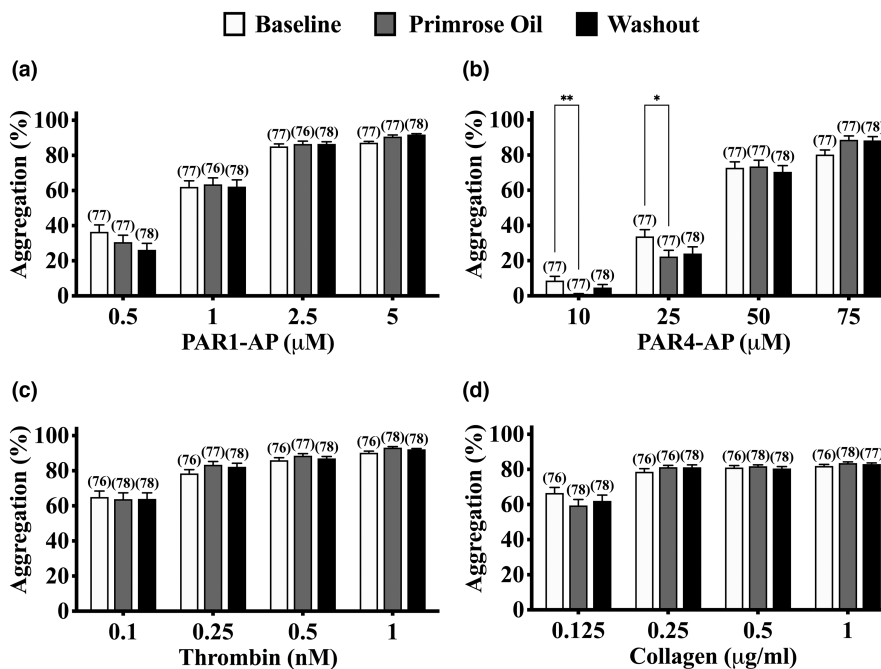 Baseline Primrose Oil Washout
(a)
Aggregation (%)
100
80
60
40
20
0
(77) (77) (78)
(77) (76) (78)
(77) (76) (78)
(77) (77) (78)
0.5 1 2.5 5
PAR1-AP (μM)
(b)
Aggregation (%)
100
80
60
40
20
0
** *
(77) (77) (78)
(77) (77) (78)
(77) (77) (78)
(77) (77) (78)
10 25 50 75
PAR4-AP (μM)
(c)
Aggregation (%)
100
80
60
40
20
0
(76) (78) (78)
(76) (77) (78)
(76) (77) (78)
(76) (78) (78)
0.1 0.25 0.5 1
Thrombin (nM)
(d)
Aggregation (%)
100
80
60
40
20
0
(76) (78) (78)
(76) (76) (78)
(76) (78) (78)
(76) (78) (77)
0.125 0.25 0.5 1
Collagen (μg/ml)